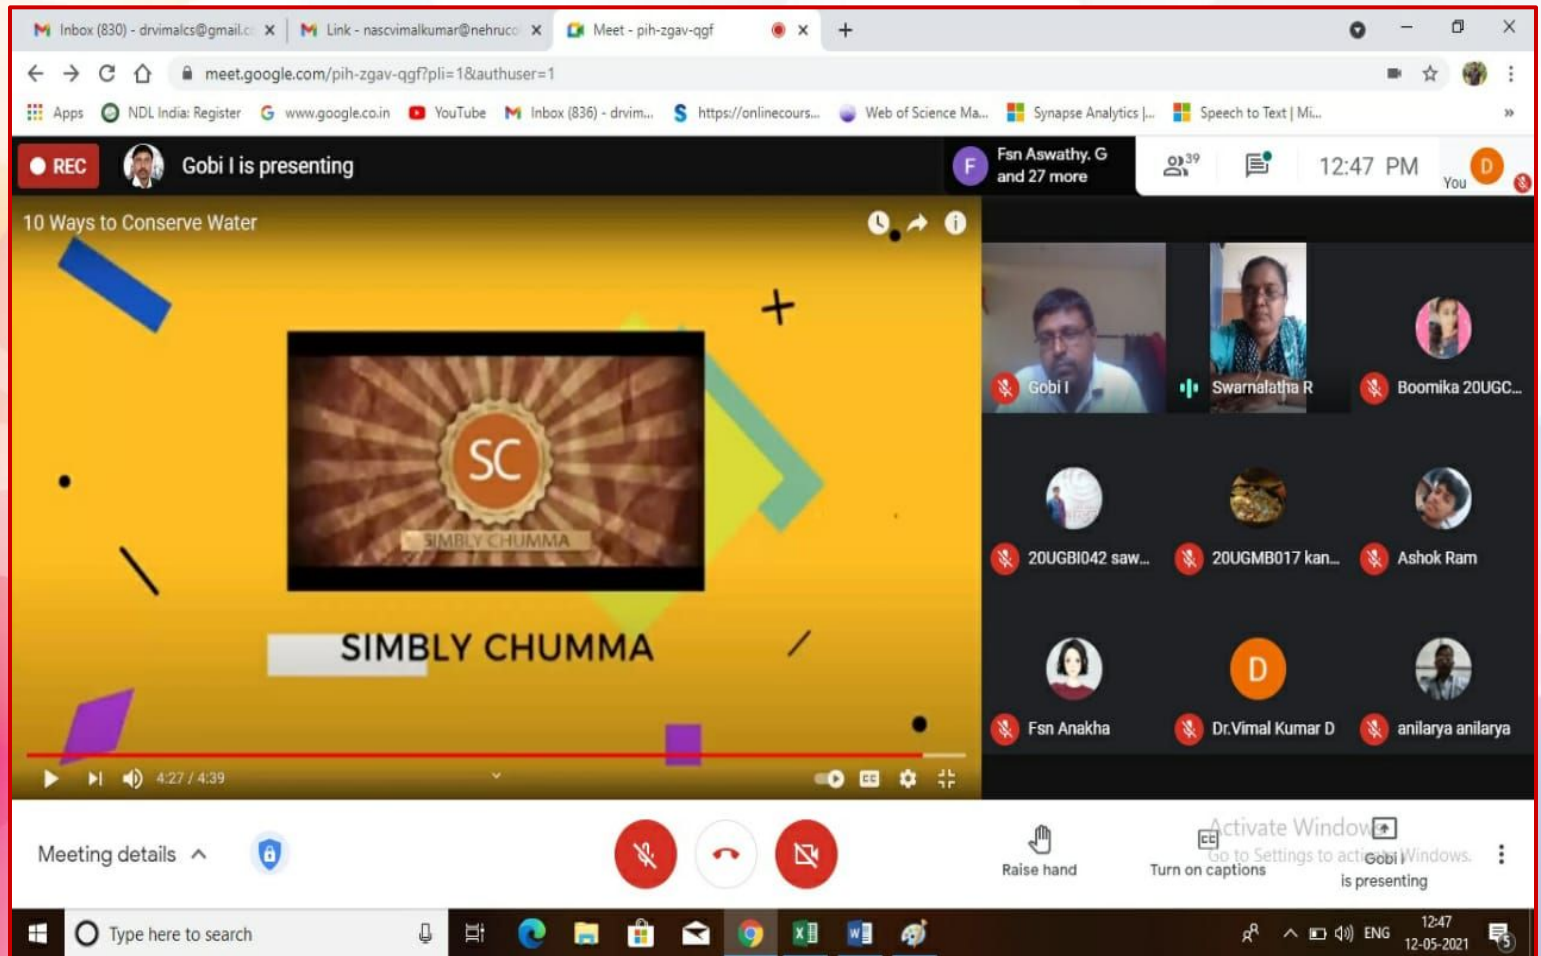 Inbox (830) - drvimalcs@gmail.c
Link - nascvimalkumar@nehruco
Meet - pih-zgav-qgf
meet.google.com/pih-zgav-qgf?pli=1&authuser=1
Apps
NDL India: Register
www.google.co.in
YouTube
Inbox (836) - drvim...
https://onlinecours...
Web of Science Ma...
Synapse Analytics |...
Speech to Text | Mi...
»
REC
Gobi I is presenting
F
Fsn Aswathy. G
and 27 more
39
12:47 PM
You
D
10 Ways to Conserve Water
SC
SIMBLY CHUMMA
SIMBLY CHUMMA
4:27 / 4:39
CC
Gobi I
Swarnalatha R
Boomika 20UGC...
20UGBI042 saw...
20UGMB017 kan...
Ashok Ram
Fsn Anakha
D
Dr.Vimal Kumar D
anilarya anilarya
Meeting details
Raise hand
CC
Turn on captions
Gobi I
is presenting
Activate Windows
Go to Settings to activate Windows.
Type here to search
ENG
12:47
12-05-2021
5